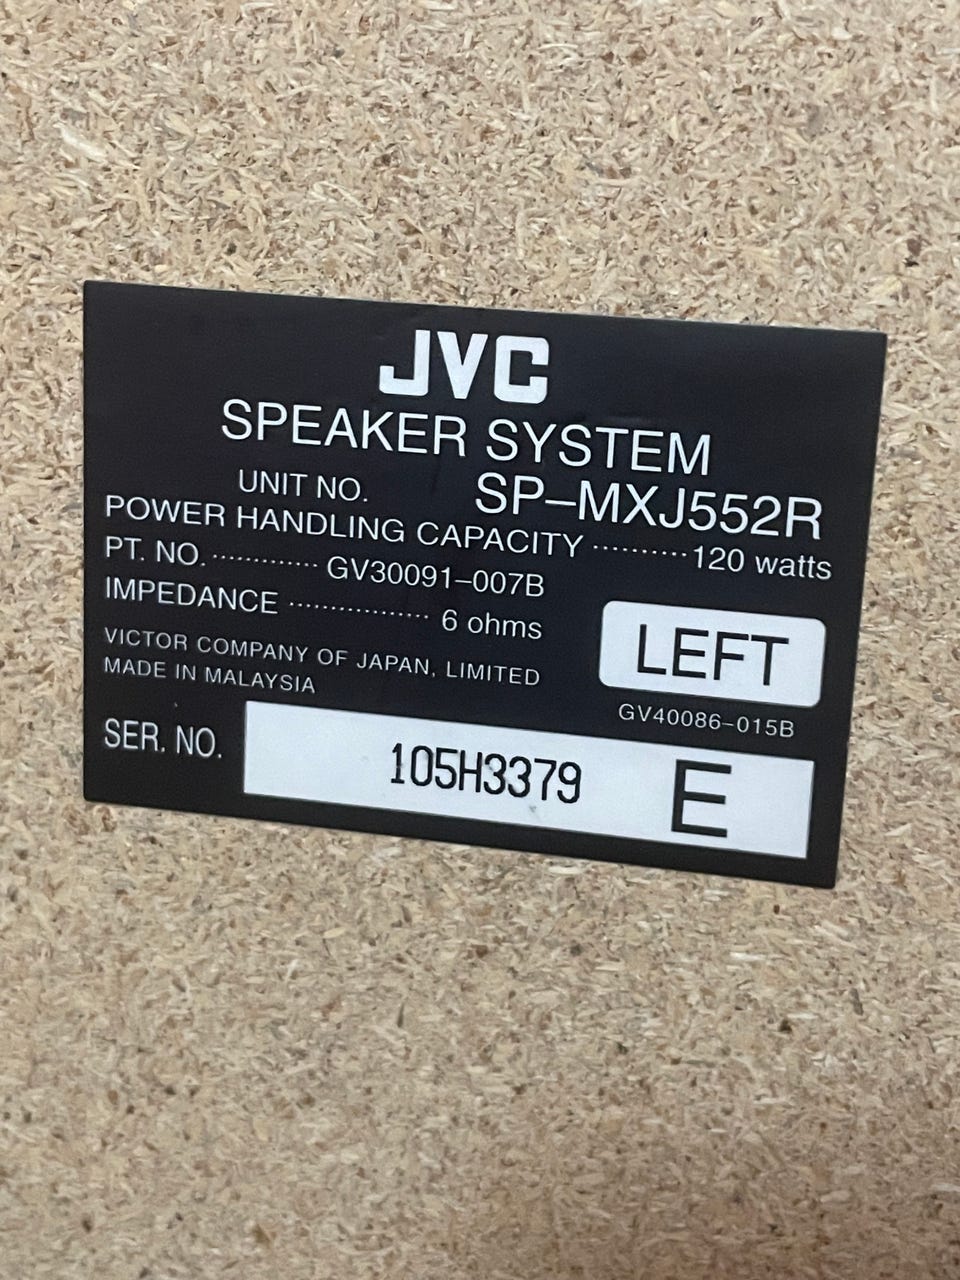 JVC
SPEAKER SYSTEM
UNIT NO. SP-MXJ552R
POWER HANDLING CAPACITY ·········· 120 watts
PT. NO. ············· GV30091-007B
IMPEDANCE ················· 6 ohms
LEFT
VICTOR COMPANY OF JAPAN, LIMITED
MADE IN MALAYSIA
GV40086-015B
SER. NO. 105H3379 E